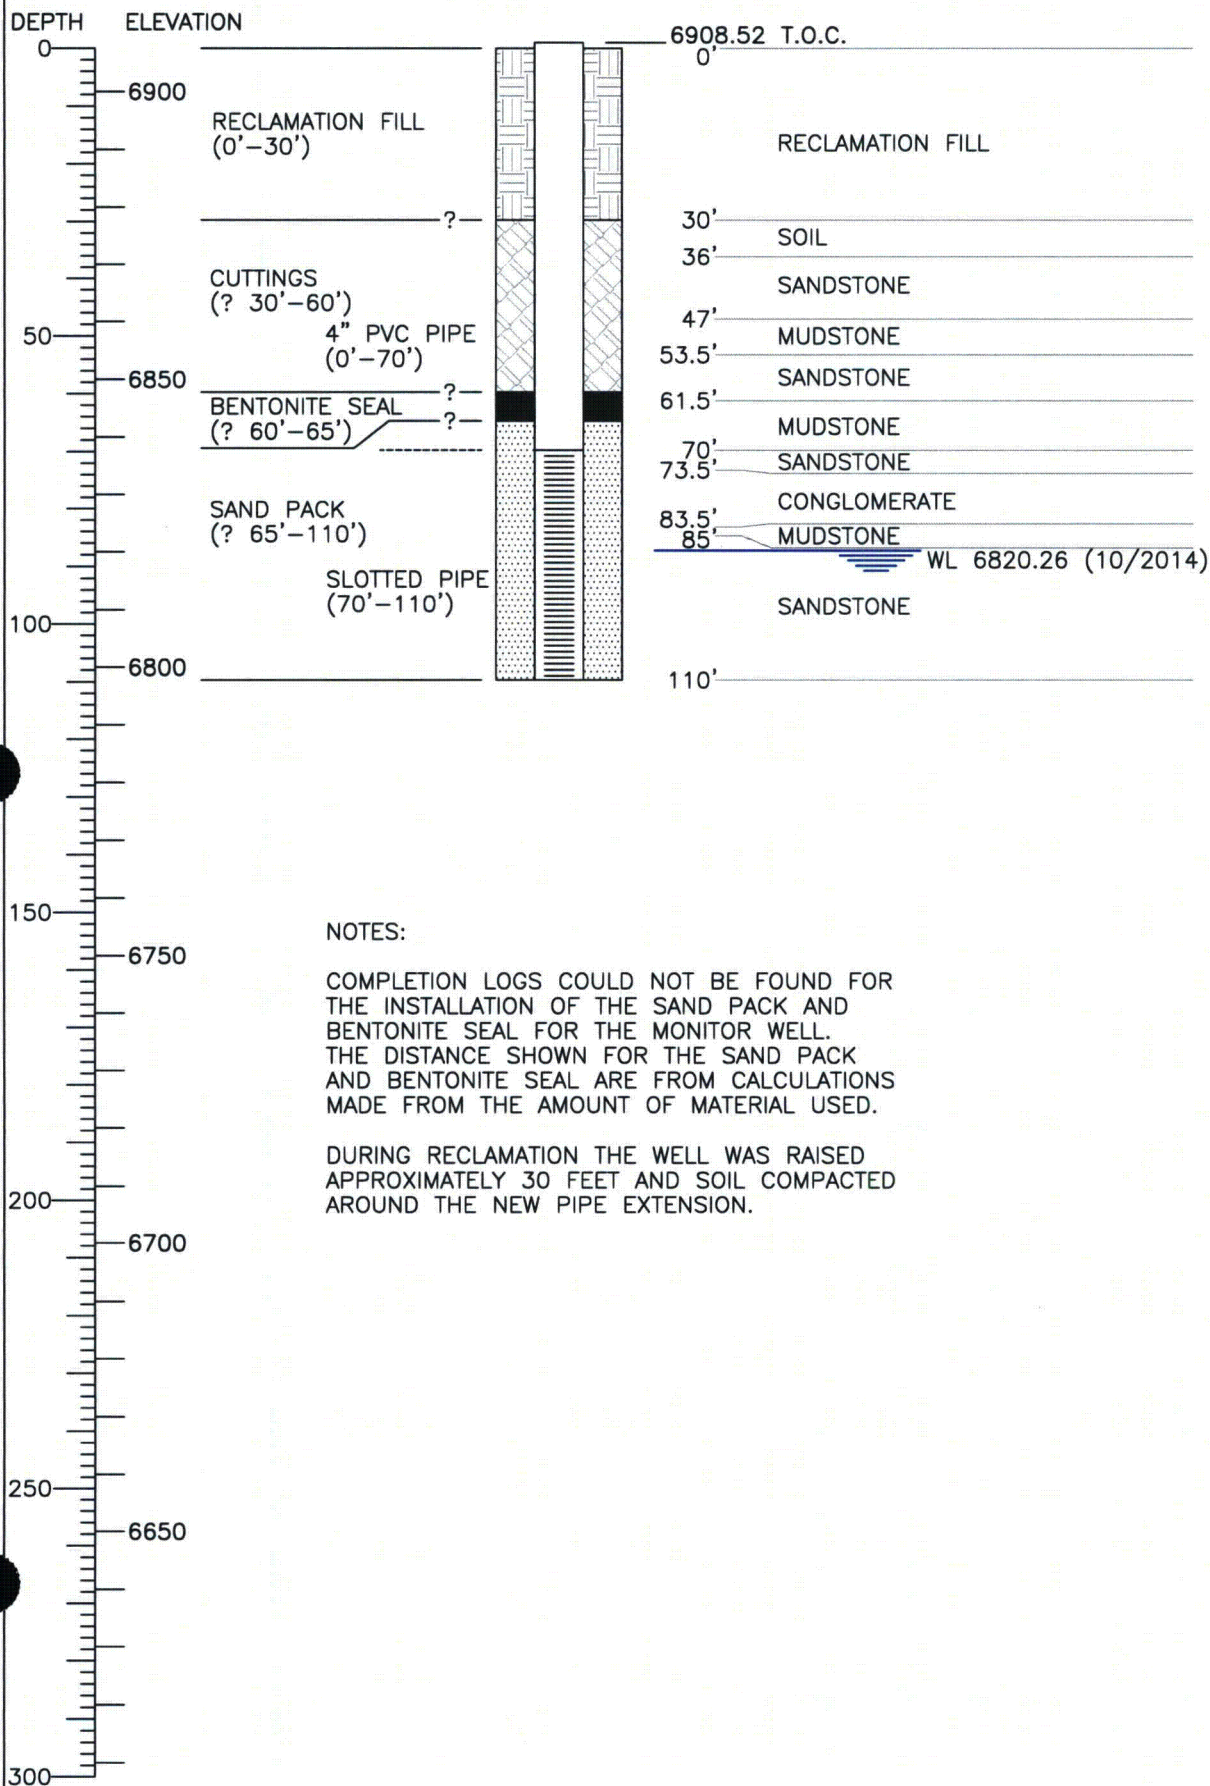 DEPTH ELEVATION
0
6900
50
6850
100
6800
150
6750
200
6700
250
6650
300
RECLAMATION FILL
(0'-30')
?
CUTTINGS
(? 30'-60')
4" PVC PIPE
(0'-70')
?
BENTONITE SEAL
(? 60'-65')
?
SAND PACK
(? 65'-110')
SLOTTED PIPE
(70'-110')
6908.52 T.O.C.
0'
RECLAMATION FILL
30'
SOIL
36'
SANDSTONE
47'
MUDSTONE
53.5'
SANDSTONE
61.5'
MUDSTONE
70'
SANDSTONE
73.5'
CONGLOMERATE
83.5'
MUDSTONE
85'
WL 6820.26 (10/2014)
SANDSTONE
110'
NOTES:
COMPLETION LOGS COULD NOT BE FOUND FOR
THE INSTALLATION OF THE SAND PACK AND
BENTONITE SEAL FOR THE MONITOR WELL.
THE DISTANCE SHOWN FOR THE SAND PACK
AND BENTONITE SEAL ARE FROM CALCULATIONS
MADE FROM THE AMOUNT OF MATERIAL USED.
DURING RECLAMATION THE WELL WAS RAISED
APPROXIMATELY 30 FEET AND SOIL COMPACTED
AROUND THE NEW PIPE EXTENSION.